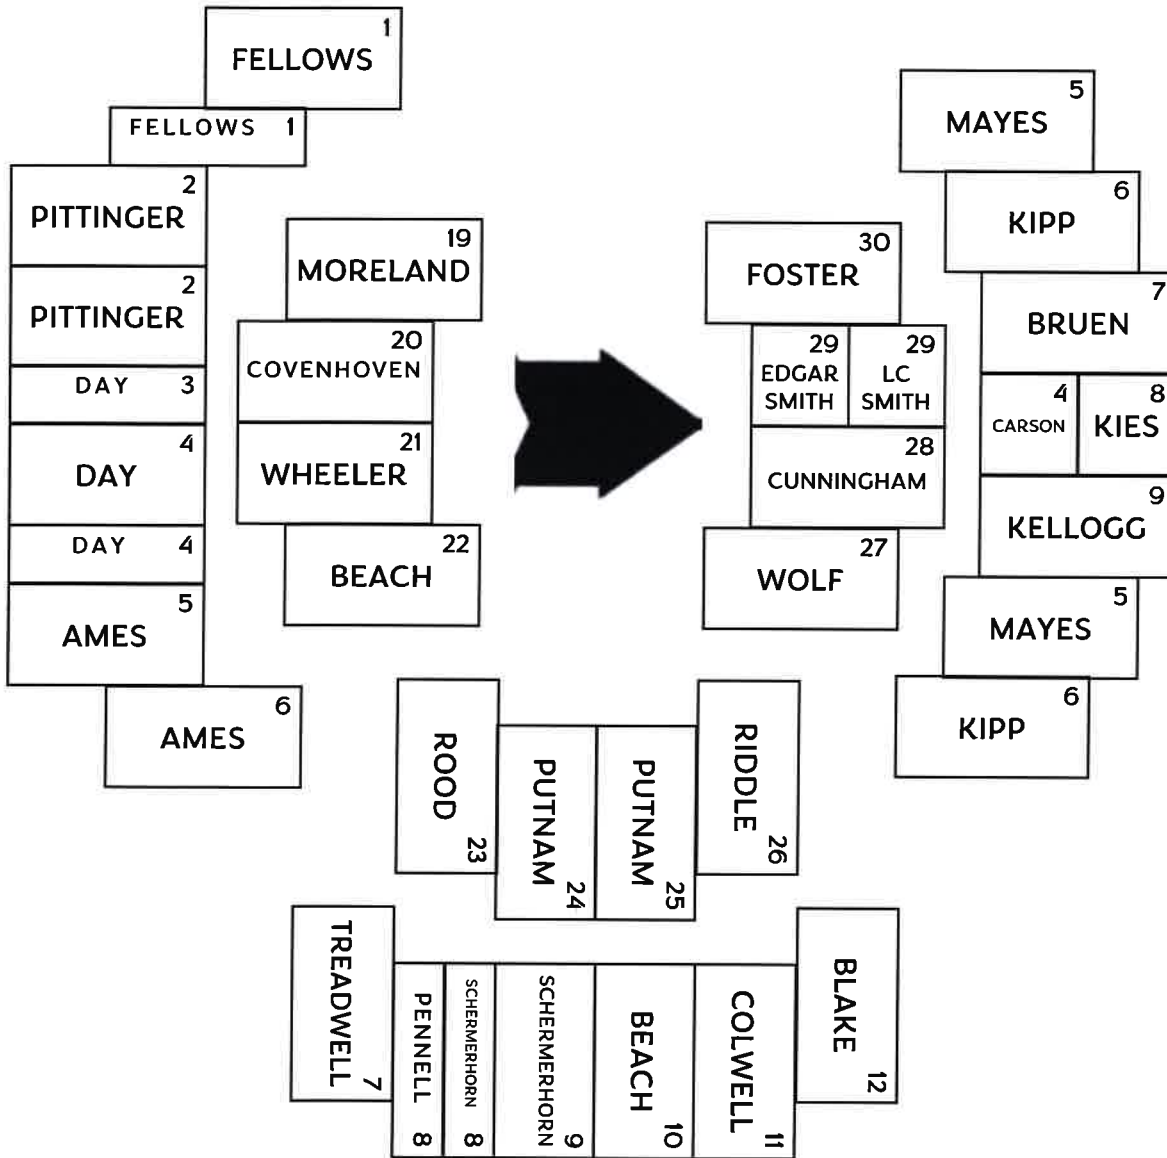 1
FELLOWS
FELLOWS 1
2
PITTINGER
2
PITTINGER
DAY 3
4
DAY
DAY 4
5
AMES
6
AMES
19
MORELAND
20
COVENHOVEN
21
WHEELER
22
BEACH
30
FOSTER
29
EDGAR
SMITH
29
LC
SMITH
28
CUNNINGHAM
27
WOLF
5
MAYES
6
KIPP
7
BRUEN
4
CARSON
8
KIES
9
KELLOGG
5
MAYES
6
KIPP
ROOD
23
PUTNAM
24
PUTNAM
25
RIDDLE
26
TREADWELL
7
PENNELL 8
SCHERMERHORN 8
SCHERMERHORN
9
BEACH
10
COLWELL
11
BLAKE
12